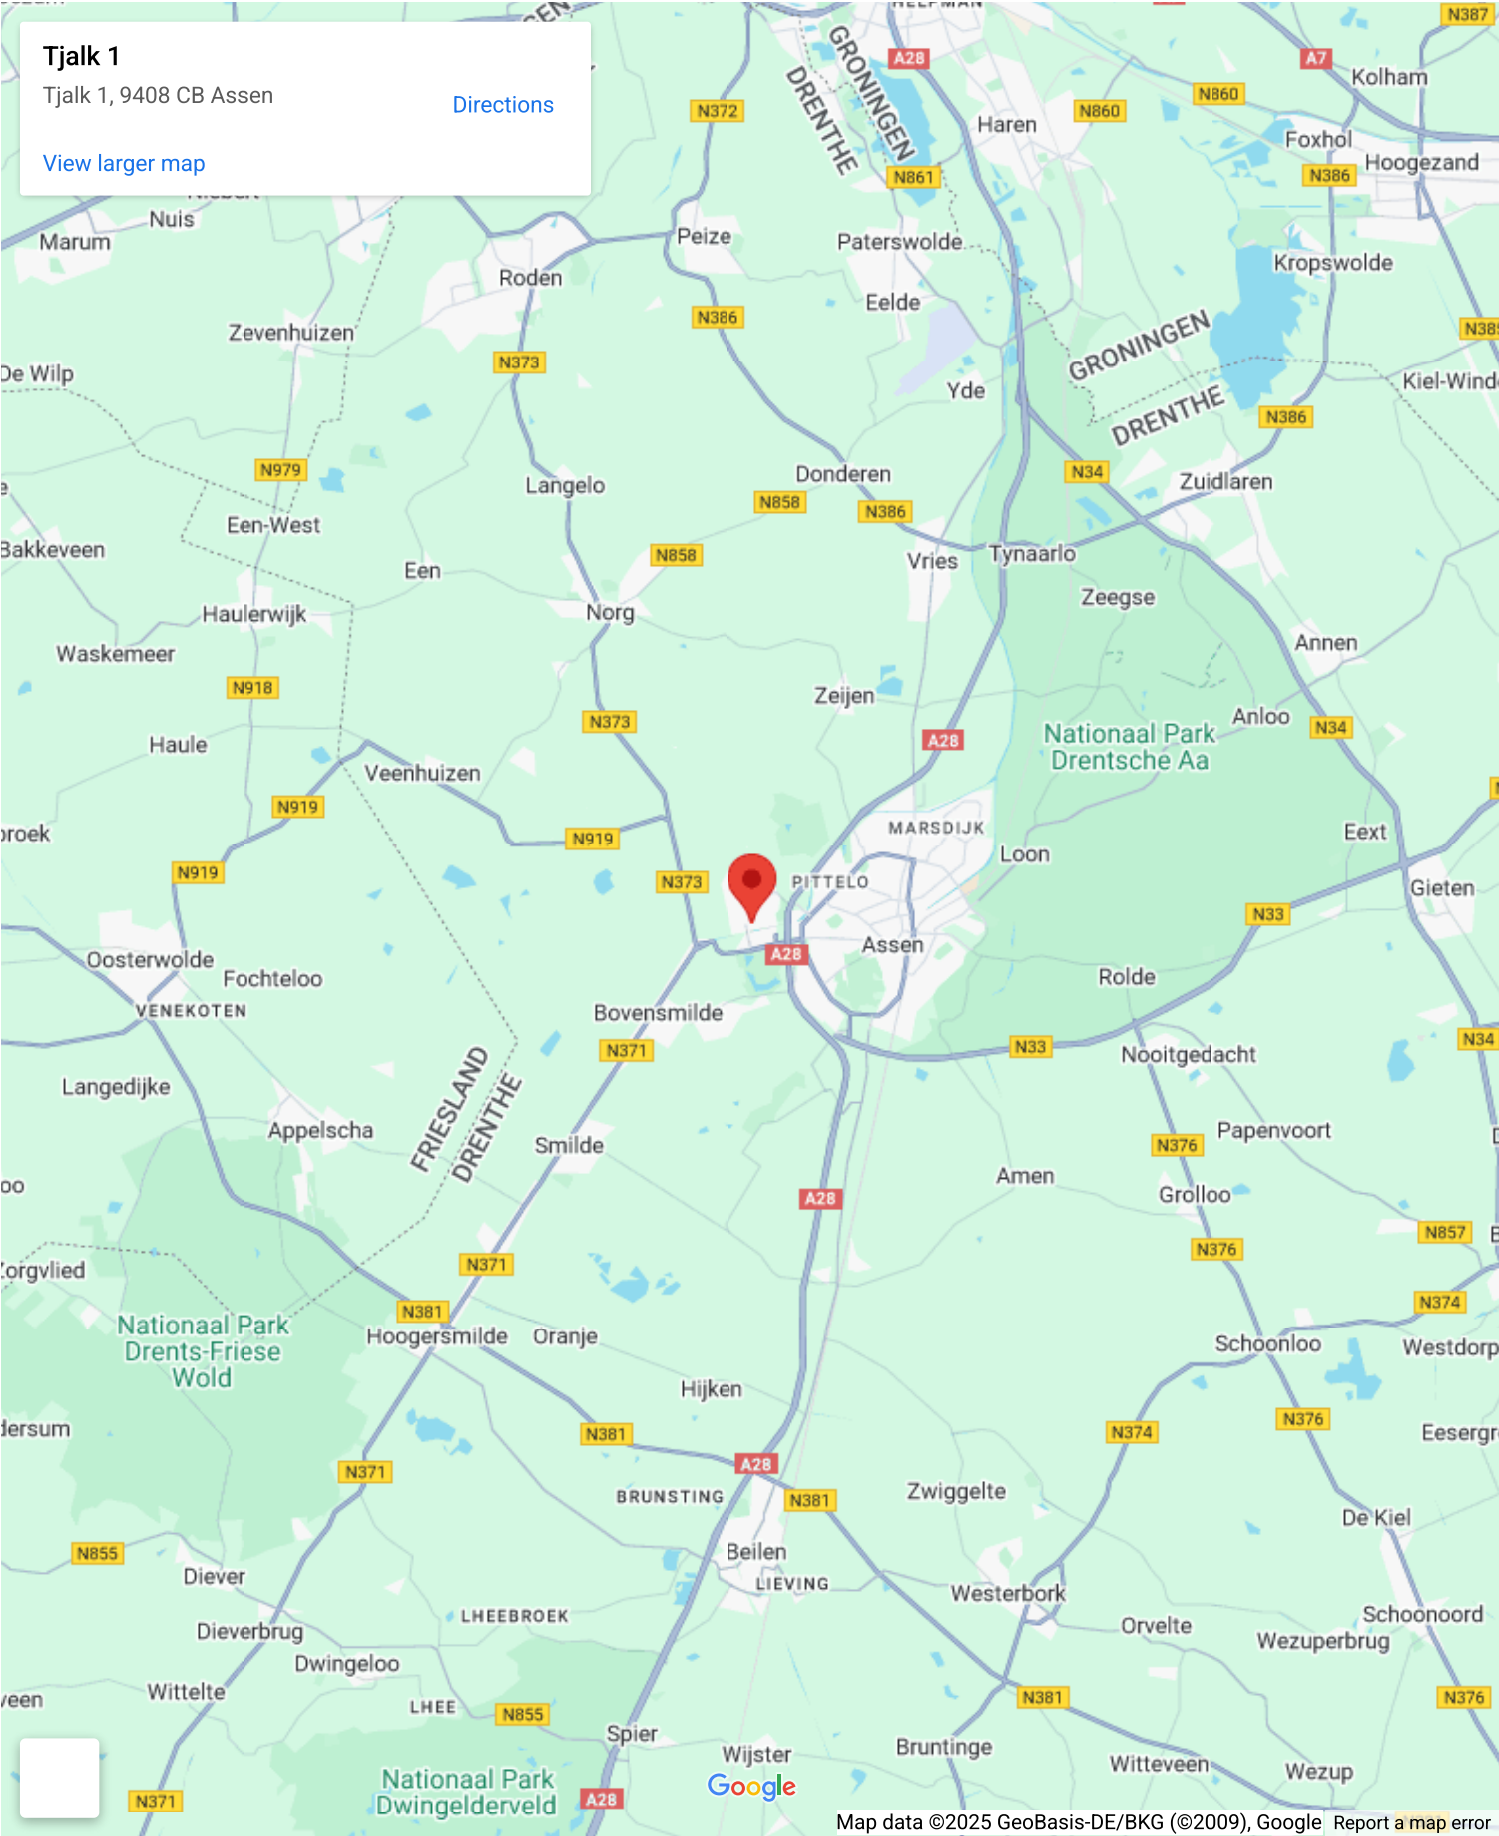 Tjalk 1
Tjalk 1, 9408 CB Assen
Directions
View larger map
HELPMAN
N387
A28
A7
Kolham
GRONINGEN
DRENTHE
N372
Haren
N860
N860
Foxhol
Hoogezand
N861
N386
Nuis
Marum
Peize
Paterswolde
Kropswolde
Roden
Eelde
Zevenhuizen
N386
GRONINGEN
N373
De Wilp
Yde
DRENTHE
N386
N979
Donderen
N34
Zuidlaren
Langelo
N858
N386
Een-West
Bakkeveen
N858
Vries
Tynaarlo
Een
Zeegse
Haulerwijk
Norg
Waskemeer
Annen
N918
Zeijen
Anloo
N373
A28
Nationaal Park
Drentsche Aa
N34
Haule
Veenhuizen
N919
N919
MARSDIJK
Eext
Loon
N919
N373
PITTELO
Gieten
N33
Assen
A28
Oosterwolde
Fochteloo
Rolde
VENEKOTEN
Bovensmilde
N371
N33
N34
Nooitgedacht
Langedijke
FRIESLAND
DRENTHE
Appelscha
Smilde
N376
Papenvoort
Amen
A28
Grolloo
N857
N371
N376
Zorgvlied
N381
N374
Nationaal Park
Drents-Friese
Wold
Hoogersmilde
Oranje
Schoonloo
Westdorp
Hijken
N376
N381
N374
A28
N371
BRUNSTING
N381
Zwiggelte
De Kiel
N855
Beilen
Diever
LIEVING
Westerbork
LHEEBROEK
Schoonoord
Dieverbrug
Orvelte
Wezuperbrug
Dwingeloo
Wittelte
LHEE
N855
N381
N376
Spier
Wijster
Bruntinge
Witteveen
Wezup
Nationaal Park
Dwingelderveld
N371
A28
Google
Map data ©2025 GeoBasis-DE/BKG (©2009), Google
Report a map error